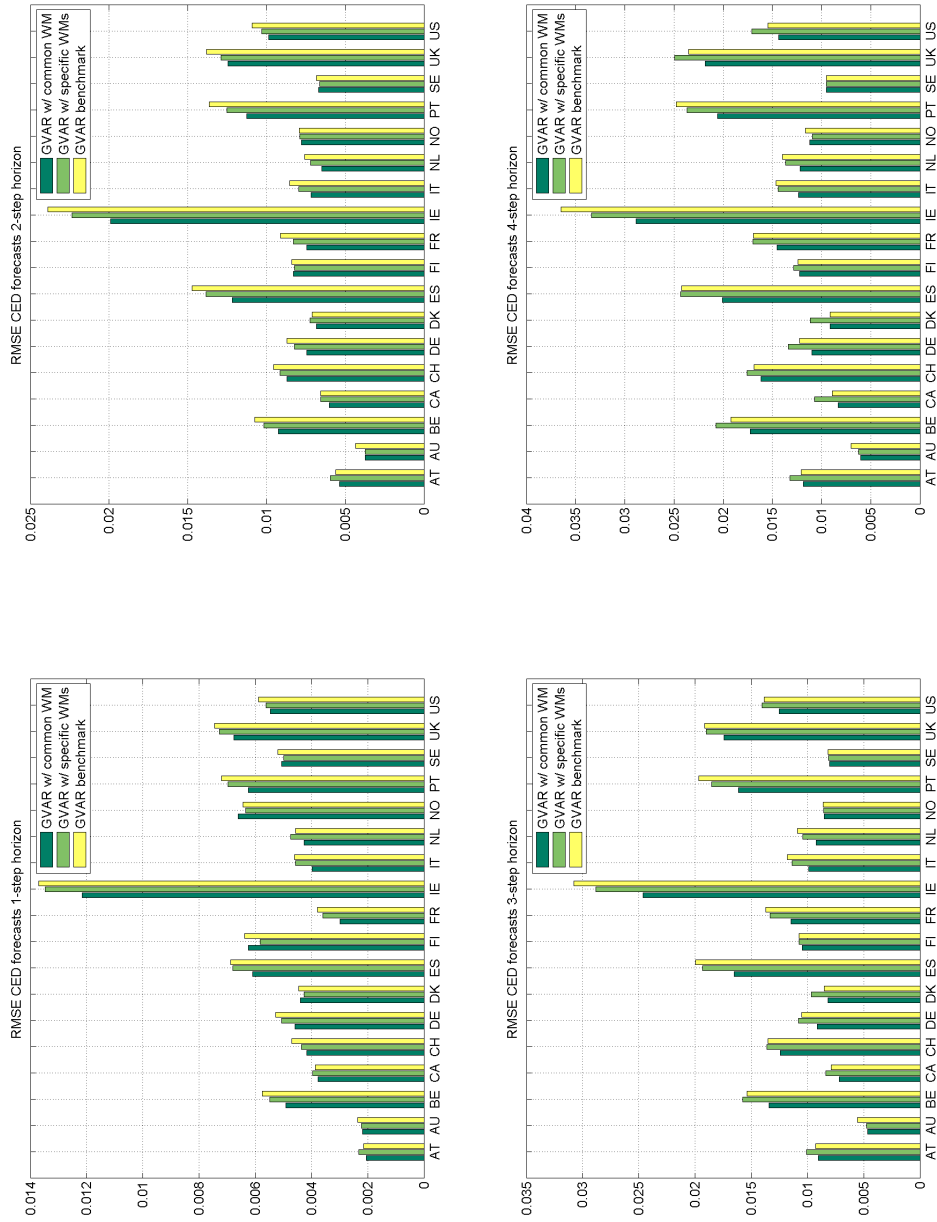 RMSE CED forecasts 1-step horizon
GVAR w/ common WM
GVAR w/ specific WMs
GVAR benchmark
0.014
0.012
0.01
0.008
0.006
0.004
0.002
0
AT AU BE CA CH DE DK ES FI FR IE IT NL NO PT SE UK US
RMSE CED forecasts 2-step horizon
GVAR w/ common WM
GVAR w/ specific WMs
GVAR benchmark
0.025
0.02
0.015
0.01
0.005
0
AT AU BE CA CH DE DK ES FI FR IE IT NL NO PT SE UK US
RMSE CED forecasts 3-step horizon
GVAR w/ common WM
GVAR w/ specific WMs
GVAR benchmark
0.035
0.03
0.025
0.02
0.015
0.01
0.005
0
AT AU BE CA CH DE DK ES FI FR IE IT NL NO PT SE UK US
RMSE CED forecasts 4-step horizon
GVAR w/ common WM
GVAR w/ specific WMs
GVAR benchmark
0.04
0.035
0.03
0.025
0.02
0.015
0.01
0.005
0
AT AU BE CA CH DE DK ES FI FR IE IT NL NO PT SE UK US